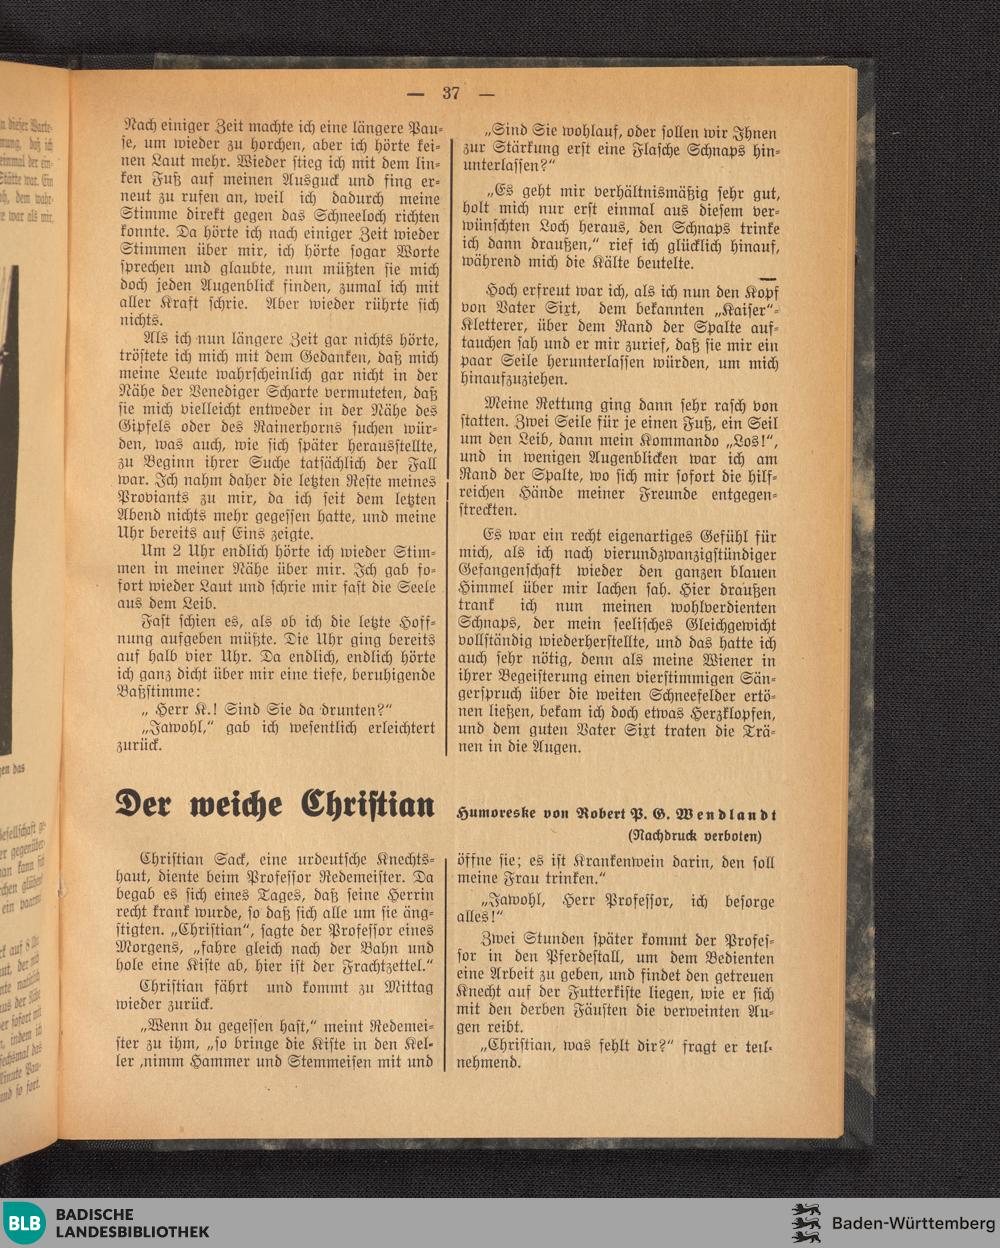 — 37 —
Nach einiger Zeit machte ich eine längere Pau-
se, um wieder zu horchen, aber ich hörte kei-
nen Laut mehr. Wieder stieg ich mit dem lin-
ken Fuß auf meinen Ausguck und fing er-
neut zu rufen an, weil ich dadurch meine
Stimme direkt gegen das Schneeloch richten
konnte. Da hörte ich nach einiger Zeit wieder
Stimmen über mir, ich hörte sogar Worte
sprechen und glaubte, nun müßten sie mich
doch jeden Augenblick finden, zumal ich mit
aller Kraft schrie. Aber wieder rührte sich
nichts.
Als ich nun längere Zeit gar nichts hörte,
tröstete ich mich mit dem Gedanken, daß mich
meine Leute wahrscheinlich gar nicht in der
Nähe der Venediger Scharte vermuteten, daß
sie mich vielleicht entweder in der Nähe des
Gipfels oder des Rainerhorns suchen wür-
den, was auch, wie sich später herausstellte,
zu Beginn ihrer Suche tatsächlich der Fall
war. Ich nahm daher die letzten Reste meines
Proviants zu mir, da ich seit dem letzten
Abend nichts mehr gegessen hatte, und meine
Uhr bereits auf Eins zeigte.
Um 2 Uhr endlich hörte ich wieder Stim-
men in meiner Nähe über mir. Ich gab so-
fort wieder Laut und schrie mir fast die Seele
aus dem Leib.
Fast schien es, als ob ich die letzte Hoff-
nung aufgeben müßte. Die Uhr ging bereits
auf halb vier Uhr. Da endlich, endlich hörte
ich ganz dicht über mir eine tiefe, beruhigende
Baßstimme:
„ Herr K.! Sind Sie da drunten?“
„Jawohl,“ gab ich wesentlich erleichtert
zurück.
„Sind Sie wohlauf, oder sollen wir Ihnen
zur Stärkung erst eine Flasche Schnaps hin-
unterlassen?“
„Es geht mir verhältnismäßig sehr gut,
holt mich nur erst einmal aus diesem ver-
wünschten Loch heraus, den Schnaps trinke
ich dann draußen,“ rief ich glücklich hinauf,
während mich die Kälte beutelte.
Hoch erfreut war ich, als ich nun den Kopf
von Vater Sixt, dem bekannten „Kaiser“-
Kletterer, über dem Rand der Spalte auf-
tauchen sah und er mir zurief, daß sie mir ein
paar Seile herunterlassen würden, um mich
hinaufzuziehen.
Meine Rettung ging dann sehr rasch von
statten. Zwei Seile für je einen Fuß, ein Seil
um den Leib, dann mein Kommando „Los!“,
und in wenigen Augenblicken war ich am
Rand der Spalte, wo sich mir sofort die hilf-
reichen Hände meiner Freunde entgegen-
streckten.
Es war ein recht eigenartiges Gefühl für
mich, als ich nach vierundzwanzigstündiger
Gefangenschaft wieder den ganzen blauen
Himmel über mir lachen sah. Hier draußen
trank ich nun meinen wohlverdienten
Schnaps, der mein seelisches Gleichgewicht
vollständig wiederherstellte, und das hatte ich
auch sehr nötig, denn als meine Wiener in
ihrer Begeisterung einen vierstimmigen Sän-
gerspruch über die weiten Schneefelder ertö-
nen ließen, bekam ich doch etwas Herzklopfen,
und dem guten Vater Sixt traten die Trä-
nen in die Augen.
Der weiche Christian
Humoreske von Robert P. G. Wendlandt
(Nachdruck verboten)
Christian Sack, eine urdeutsche Knechts-
haut, diente beim Professor Redemeister. Da
begab es sich eines Tages, daß seine Herrin
recht krank wurde, so daß sich alle um sie äng-
stigten. „Christian“, sagte der Professor eines
Morgens, „fahre gleich nach der Bahn und
hole eine Kiste ab, hier ist der Frachtzettel.“
Christian fährt und kommt zu Mittag
wieder zurück.
„Wenn du gegessen hast,“ meint Redemei-
ster zu ihm, „so bringe die Kiste in den Kel-
ler ,nimm Hammer und Stemmeisen mit und
öffne sie; es ist Krankenwein darin, den soll
meine Frau trinken.“
„Jawohl, Herr Professor, ich besorge
alles!“
Zwei Stunden später kommt der Profes-
sor in den Pferdestall, um dem Bedienten
eine Arbeit zu geben, und findet den getreuen
Knecht auf der Futterkiste liegen, wie er sich
mit den derben Fäusten die verweinten Au-
gen reibt.
„Christian, was fehlt dir?“ fragt er teil-
nehmend.
BLB BADISCHE
LANDESBIBLIOTHEK
Baden-Württemberg